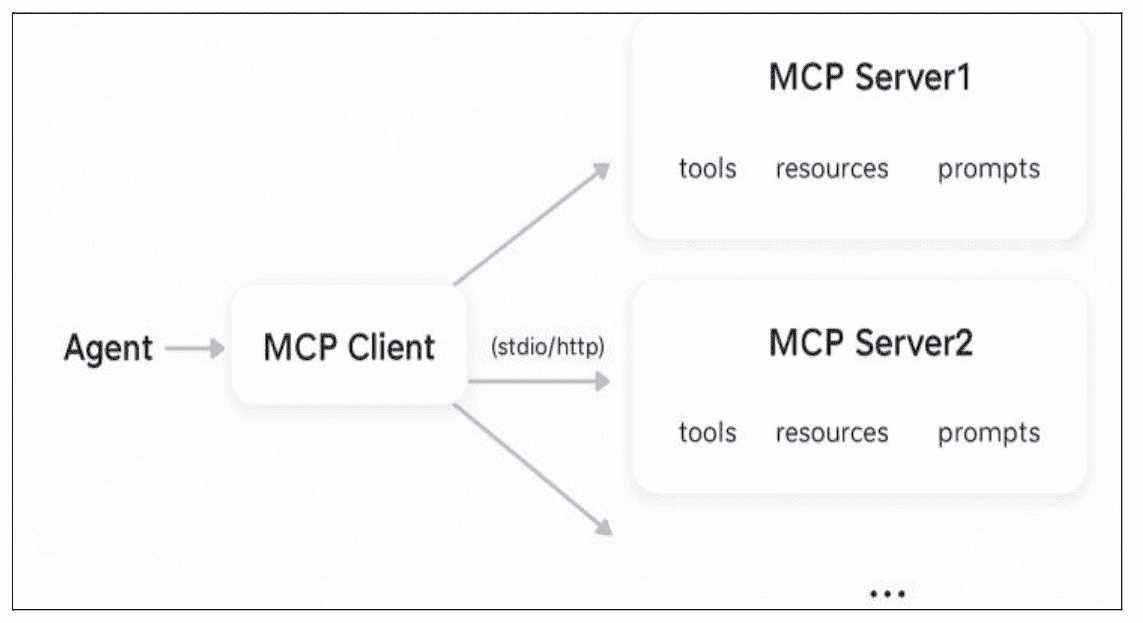 MCP Server1
tools resources prompts
Agent
MCP Client
(stdio/http)
MCP Server2
tools resources prompts
...